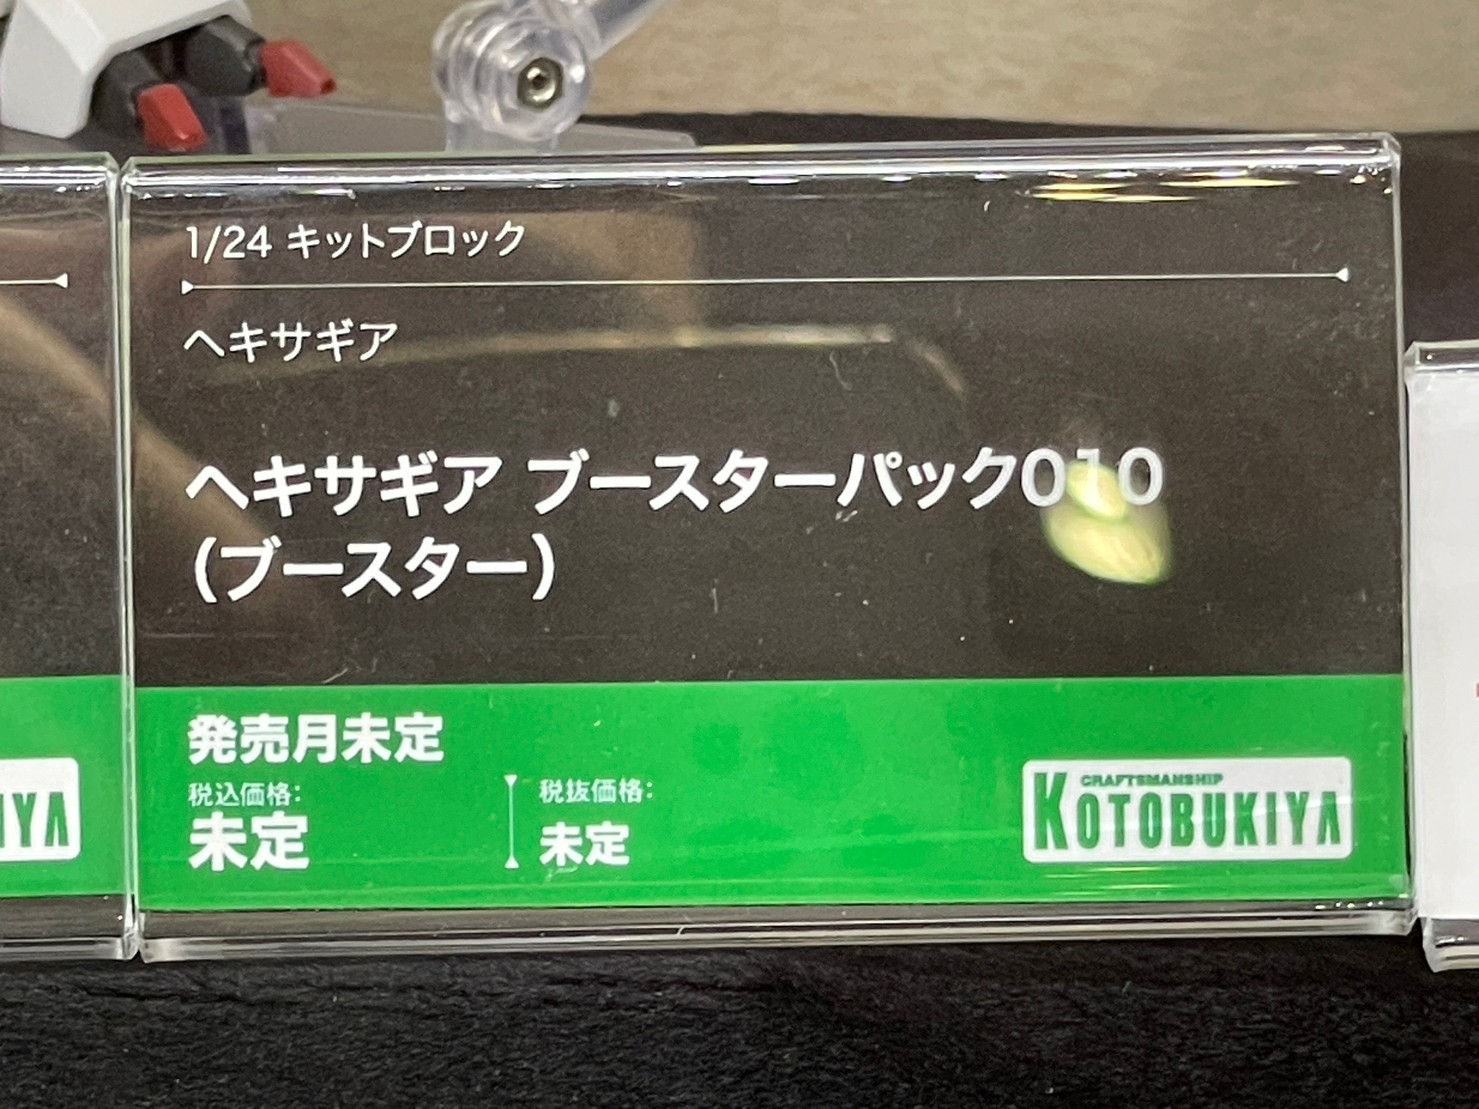 1/24 キットブロック
ヘキサギア
ヘキサギア ブースターパック010
(ブースター)
発売月未定
税込価格:
未定
税抜価格:
未定
CRAFTSMANSHIP
KOTOBUKIYA
IYA